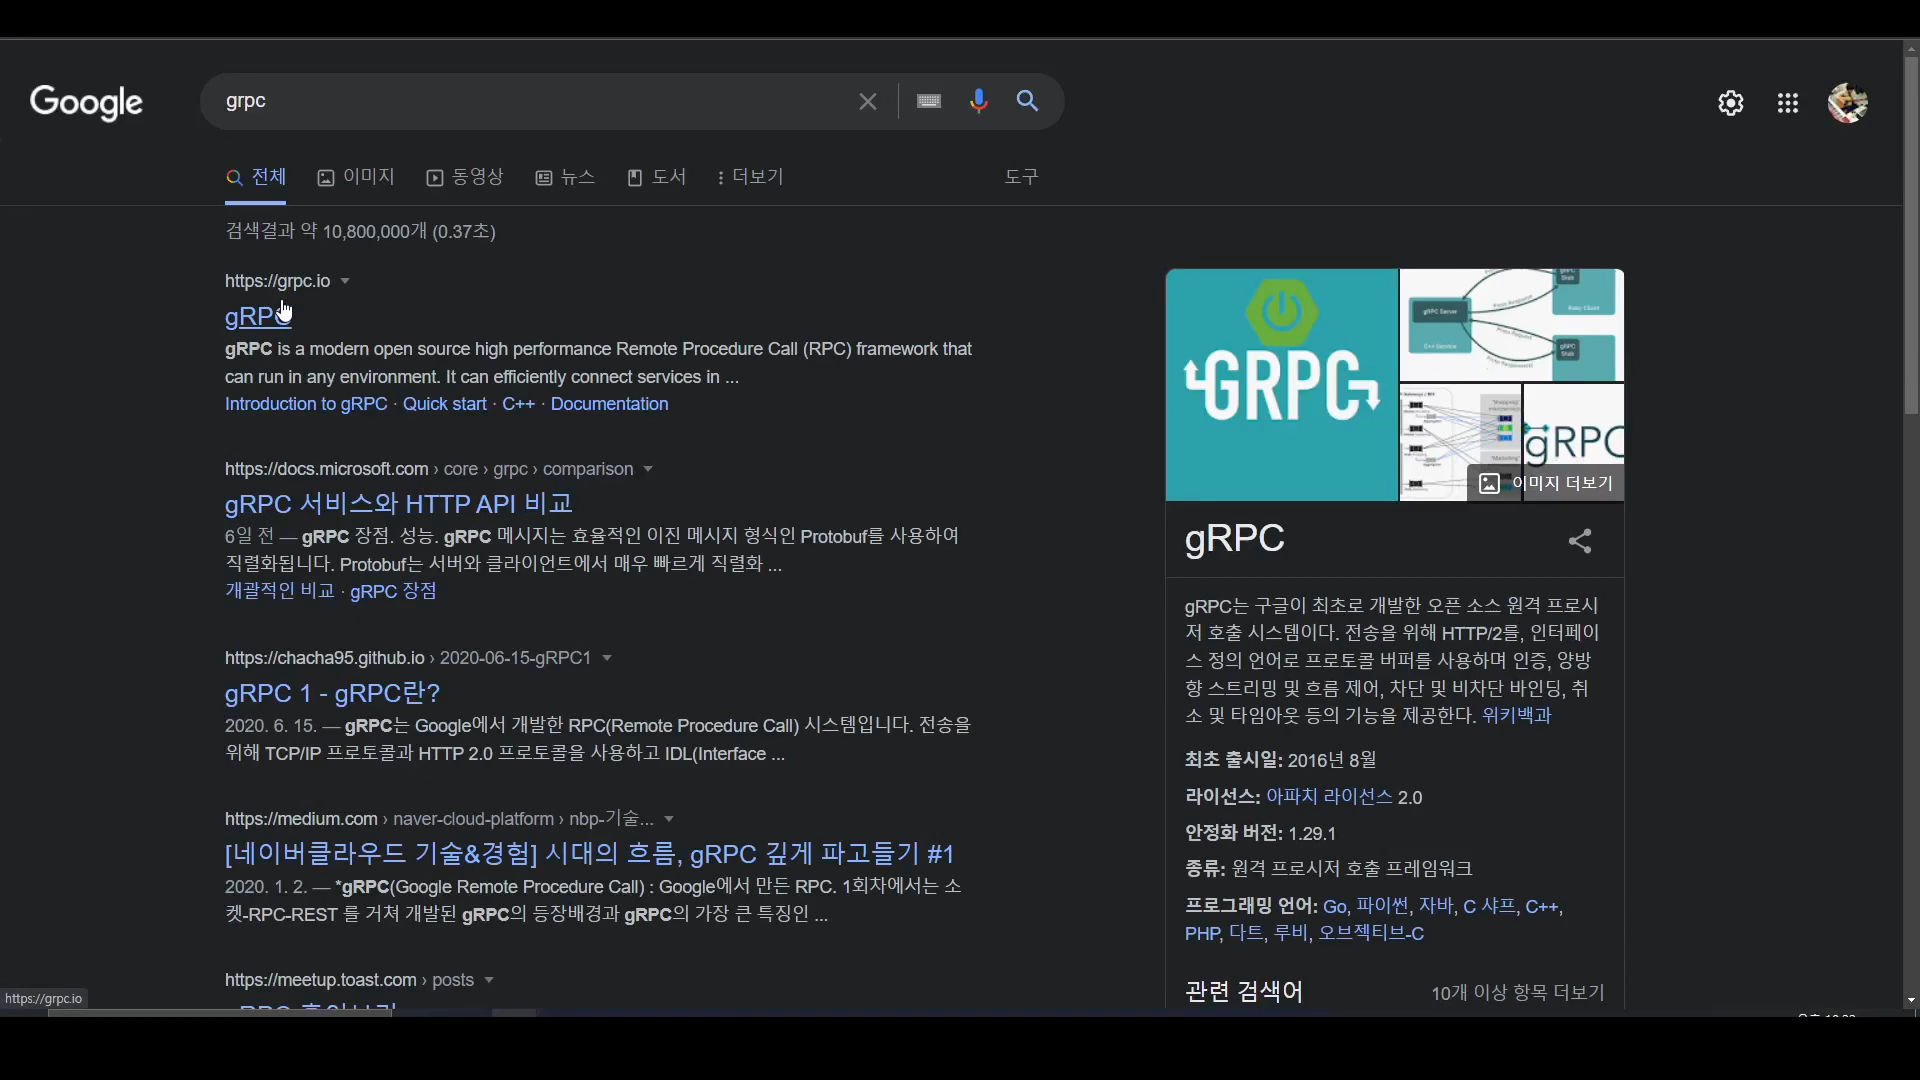 Google
grpc
전체
이미지
동영상
뉴스
도서
더보기
도구
검색결과 약 10,800,000개 (0.37초)
https://grpc.io
gRPC
gRPC is a modern open source high performance Remote Procedure Call (RPC) framework that
can run in any environment. It can efficiently connect services in ...
Introduction to gRPC · Quick start · C++ · Documentation
https://docs.microsoft.com › core › grpc › comparison
gRPC 서비스와 HTTP API 비교
6일 전 — gRPC 장점. 성능. gRPC 메시지는 효율적인 이진 메시지 형식인 Protobuf를 사용하여
직렬화됩니다. Protobuf는 서버와 클라이언트에서 매우 빠르게 직렬화 ...
개괄적인 비교 · gRPC 장점
https://chacha95.github.io › 2020-06-15-gRPC1
gRPC 1 - gRPC란?
2020. 6. 15. — gRPC는 Google에서 개발한 RPC(Remote Procedure Call) 시스템입니다. 전송을
위해 TCP/IP 프로토콜과 HTTP 2.0 프로토콜을 사용하고 IDL(Interface ...
https://medium.com › naver-cloud-platform › nbp-기술...
[네이버클라우드 기술&경험] 시대의 흐름, gRPC 깊게 파고들기 #1
2020. 1. 2. — *gRPC(Google Remote Procedure Call) : Google에서 만든 RPC. 1회차에서는 소
켓-RPC-REST 를 거쳐 개발된 gRPC의 등장배경과 gRPC의 가장 큰 특징인 ...
https://meetup.toast.com › posts
https://grpc.io
GRPC
gRPC Server
C++ Service
gRPC Stub
Ruby Client
gRPC Stub
gRPC
이미지 더보기
gRPC
gRPC는 구글이 최초로 개발한 오픈 소스 원격 프로시
저 호출 시스템이다. 전송을 위해 HTTP/2를, 인터페이
스 정의 언어로 프로토콜 버퍼를 사용하며 인증, 양방
향 스트리밍 및 흐름 제어, 차단 및 비차단 바인딩, 취
소 및 타임아웃 등의 기능을 제공한다. 위키백과
최초 출시일: 2016년 8월
라이선스: 아파치 라이선스 2.0
안정화 버전: 1.29.1
종류: 원격 프로시저 호출 프레임워크
프로그래밍 언어: Go, 파이썬, 자바, C 샤프, C++,
PHP, 다트, 루비, 오브젝티브-C
관련 검색어
10개 이상 항목 더보기